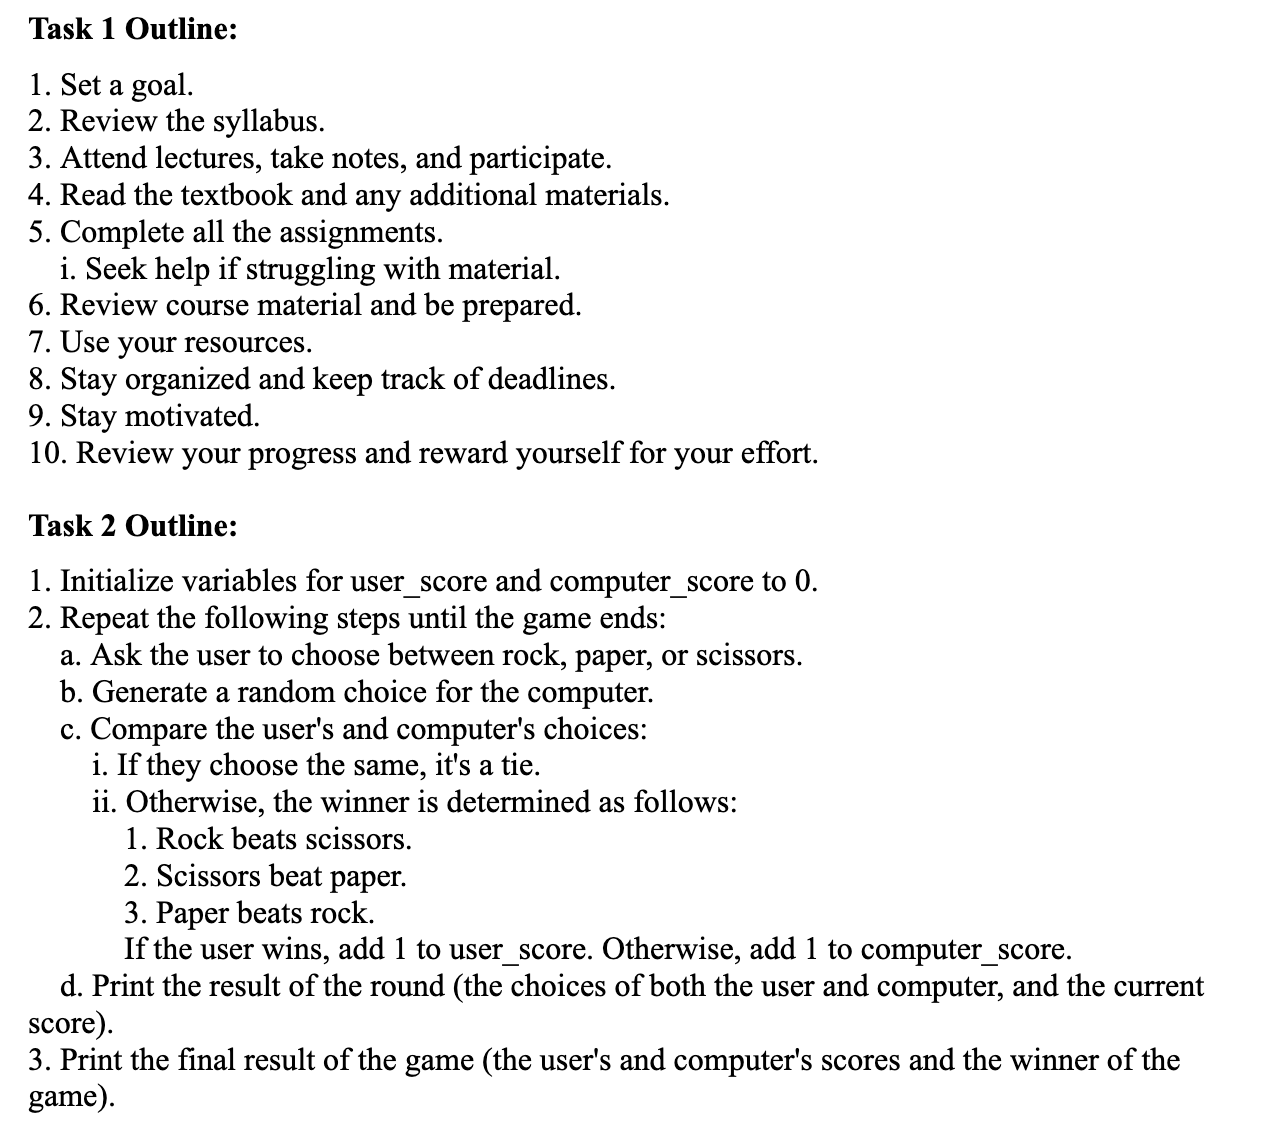 Task 1 Outline:
1. Set a goal.
2. Review the syllabus.
3. Attend lectures, take notes, and participate.
4. Read the textbook and any additional materials.
5. Complete all the assignments.
i. Seek help if struggling with material.
6. Review course material and be prepared.
7. Use your resources.
8. Stay organized and keep track of deadlines.
9. Stay motivated.
10. Review your progress and reward yourself for your effort.
Task 2 Outline:
1. Initialize variables for user_score and computer_score to 0.
2. Repeat the following steps until the game ends:
a. Ask the user to choose between rock, paper, or scissors.
b. Generate a random choice for the computer.
c. Compare the user's and computer's choices:
i. If they choose the same, it's a tie.
ii. Otherwise, the winner is determined as follows:
1. Rock beats scissors.
2. Scissors beat paper.
3. Paper beats rock.
If the user wins, add 1 to user_score. Otherwise, add 1 to computer_score.
d. Print the result of the round (the choices of both the user and computer, and the current
score).
3. Print the final result of the game (the user's and computer's scores and the winner of the
game).